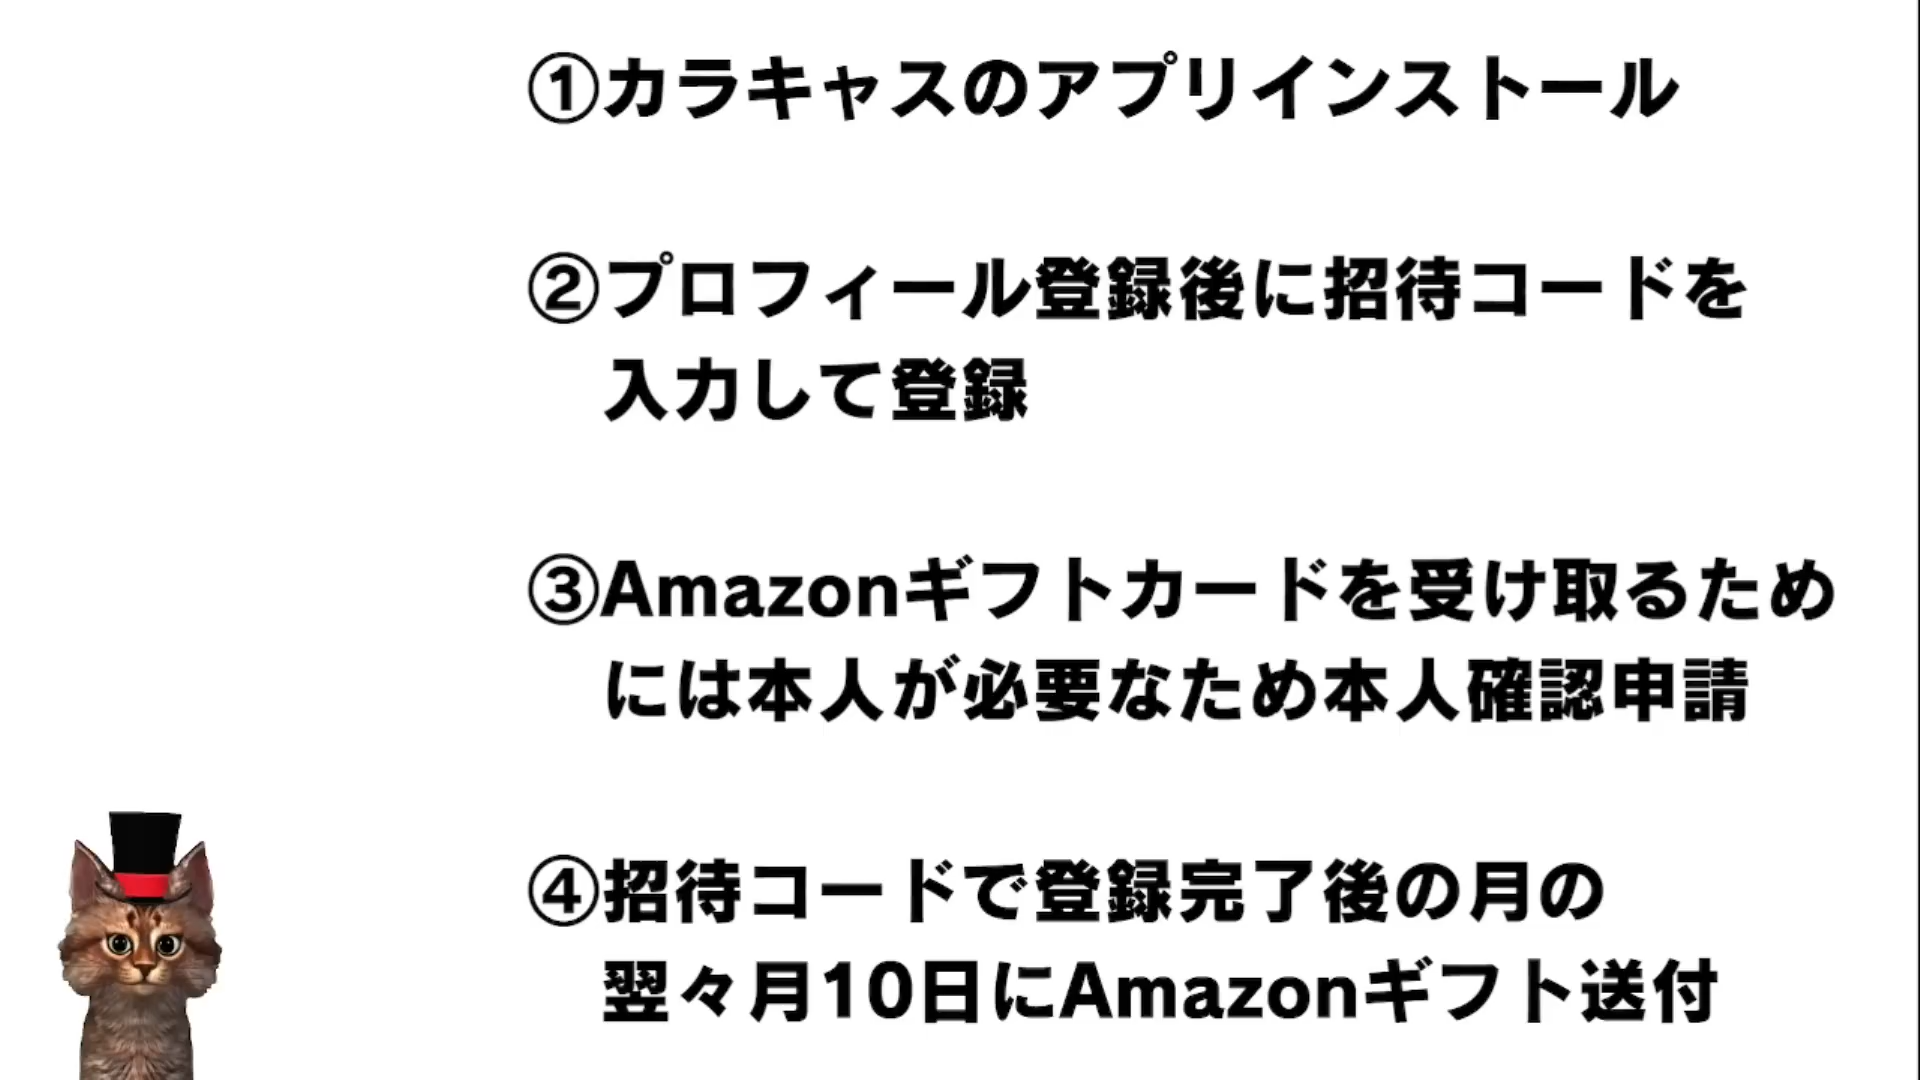 ①カラキャスのアプリインストール
②プロフィール登録後に招待コードを
入力して登録
③Amazonギフトカードを受け取るため
には本人が必要なため本人確認申請
④招待コードで登録完了後の月の
翌々月10日にAmazonギフト送付